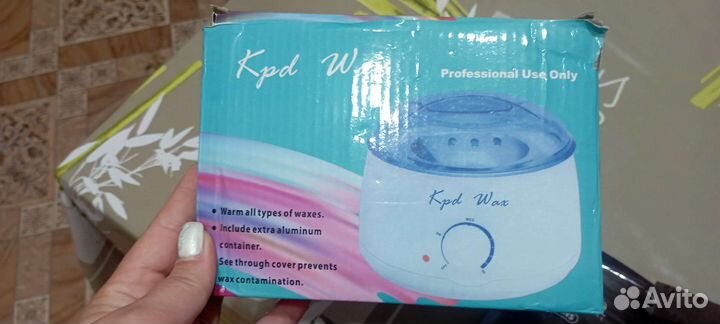 Kpd Wax
Professional Use Only
Kpd Wax
• Warm all types of waxes.
• Include extra aluminum
container.
See through cover prevents
wax contamination.
Avito